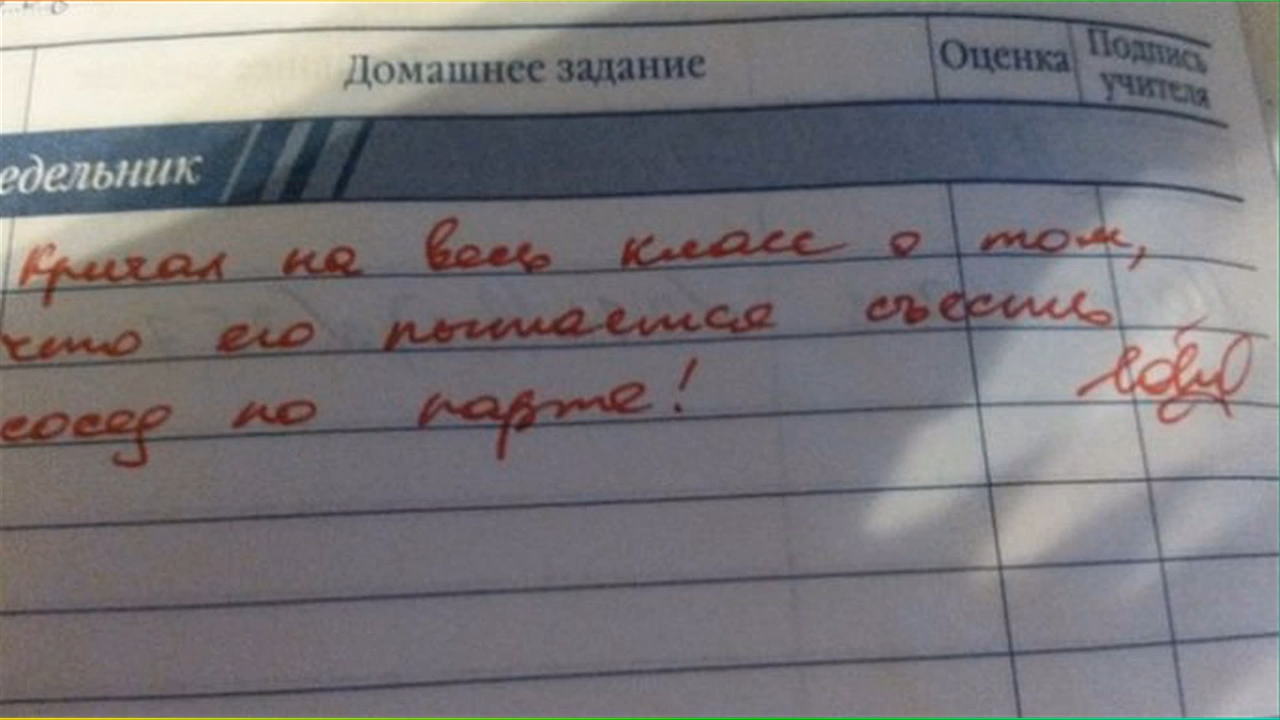 Домашнее задание
Оценка
Подпись
учителя
едельник
Кричал на весь класс о том,
что его пытается съесть
сосед по парте!